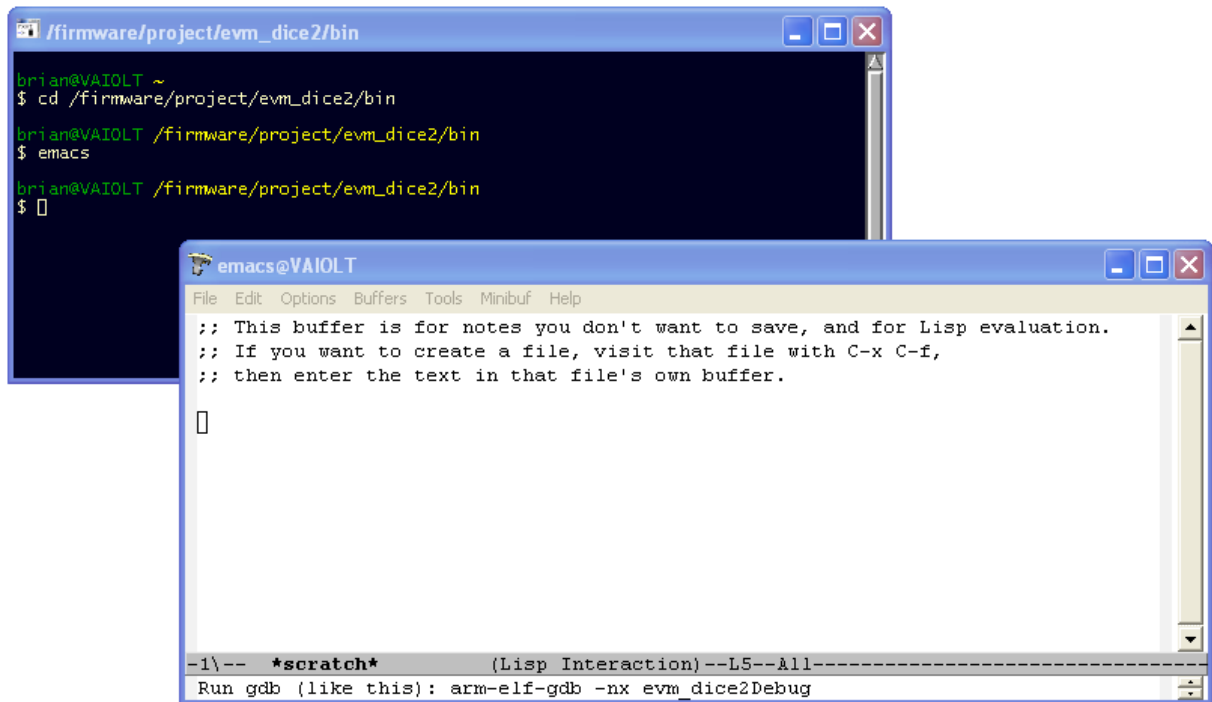 /firmware/project/evm_dice2/bin
brian@VAIOLT ~
$ cd /firmware/project/evm_dice2/bin
brian@VAIOLT /firmware/project/evm_dice2/bin
$ emacs
brian@VAIOLT /firmware/project/evm_dice2/bin
$
emacs@VAIOLT
File Edit Options Buffers Tools Minibuf Help
;; This buffer is for notes you don't want to save, and for Lisp evaluation.
;; If you want to create a file, visit that file with C-x C-f,
;; then enter the text in that file's own buffer.
-1\-- *scratch* (Lisp Interaction)--L5--All---------------------------------
Run gdb (like this): arm-elf-gdb -nx evm_dice2Debug